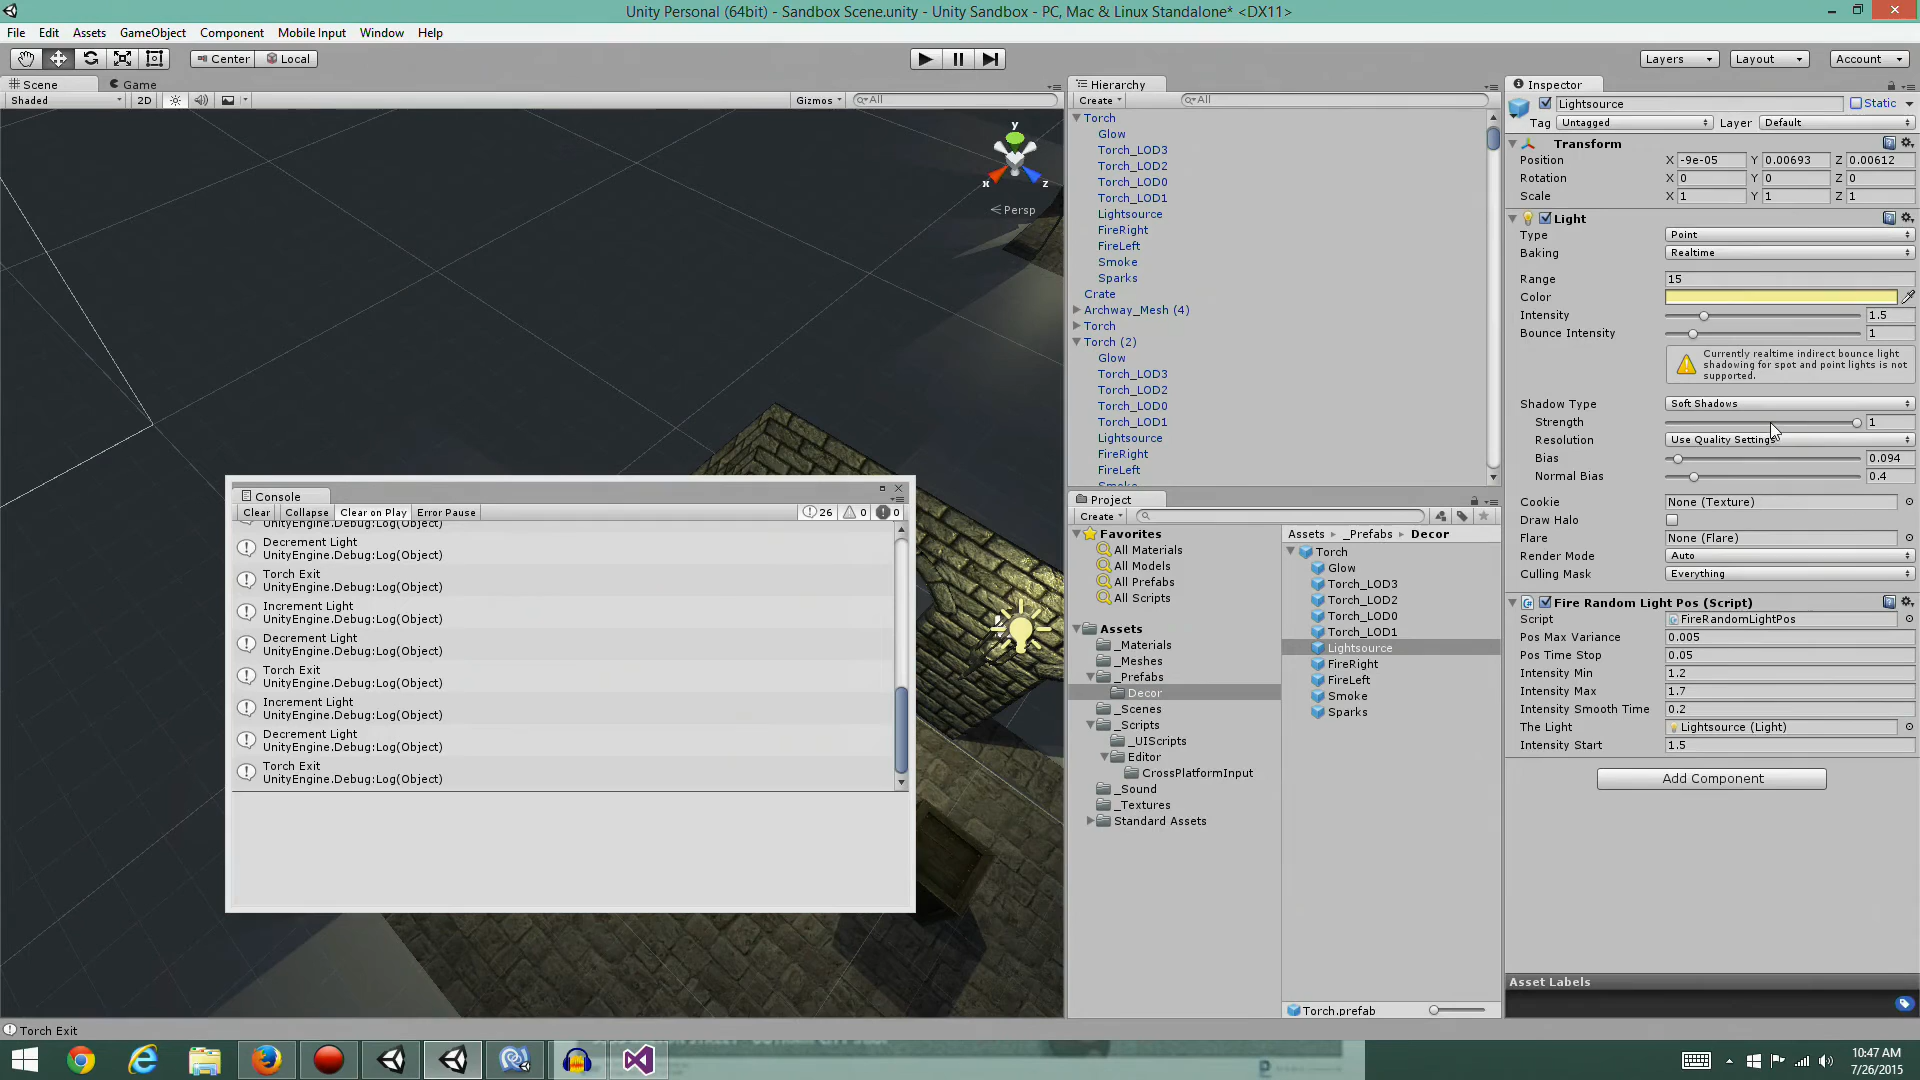 Unity Personal (64bit) - Sandbox Scene.unity - Unity Sandbox - PC, Mac & Linux Standalone* <DX11>
File Edit Assets GameObject Component Mobile Input Window Help
Center Local Layers Layout Account
Scene Game
Shaded 2D Gizmos All
y
x z
Persp
Hierarchy
Create All
Torch
Glow
Torch_LOD3
Torch_LOD2
Torch_LOD0
Torch_LOD1
Lightsource
FireRight
FireLeft
Smoke
Sparks
Crate
Archway_Mesh (4)
Torch
Torch (2)
Glow
Torch_LOD3
Torch_LOD2
Torch_LOD0
Torch_LOD1
Lightsource
FireRight
FireLeft
Smoke
Console
Clear Collapse Clear on Play Error Pause 26 0 0
UnityEngine.Debug:Log(Object)
Decrement Light
UnityEngine.Debug:Log(Object)
Torch Exit
UnityEngine.Debug:Log(Object)
Increment Light
UnityEngine.Debug:Log(Object)
Decrement Light
UnityEngine.Debug:Log(Object)
Torch Exit
UnityEngine.Debug:Log(Object)
Increment Light
UnityEngine.Debug:Log(Object)
Decrement Light
UnityEngine.Debug:Log(Object)
Torch Exit
UnityEngine.Debug:Log(Object)
Project
Create
Favorites
All Materials
All Models
All Prefabs
All Scripts
Assets
_Materials
_Meshes
_Prefabs
Decor
_Scenes
_Scripts
_UIScripts
Editor
CrossPlatformInput
_Sound
_Textures
Standard Assets
Assets _Prefabs Decor
Torch
Glow
Torch_LOD3
Torch_LOD2
Torch_LOD0
Torch_LOD1
Lightsource
FireRight
FireLeft
Smoke
Sparks
Torch.prefab
Inspector
Lightsource Static
Tag Untagged Layer Default
Transform
Position X -9e-05 Y 0.00693 Z 0.00612
Rotation X 0 Y 0 Z 0
Scale X 1 Y 1 Z 1
Light
Type Point
Baking Realtime
Range 15
Color
Intensity 1.5
Bounce Intensity 1
Currently realtime indirect bounce light
shadowing for spot and point lights is not
supported.
Shadow Type Soft Shadows
Strength 1
Resolution Use Quality Settings
Bias 0.094
Normal Bias 0.4
Cookie None (Texture)
Draw Halo
Flare None (Flare)
Render Mode Auto
Culling Mask Everything
Fire Random Light Pos (Script)
Script FireRandomLightPos
Pos Max Variance 0.005
Pos Time Stop 0.05
Intensity Min 1.2
Intensity Max 1.7
Intensity Smooth Time 0.2
The Light Lightsource (Light)
Intensity Start 1.5
Add Component
Asset Labels
Torch Exit
10:47 AM
7/26/2015